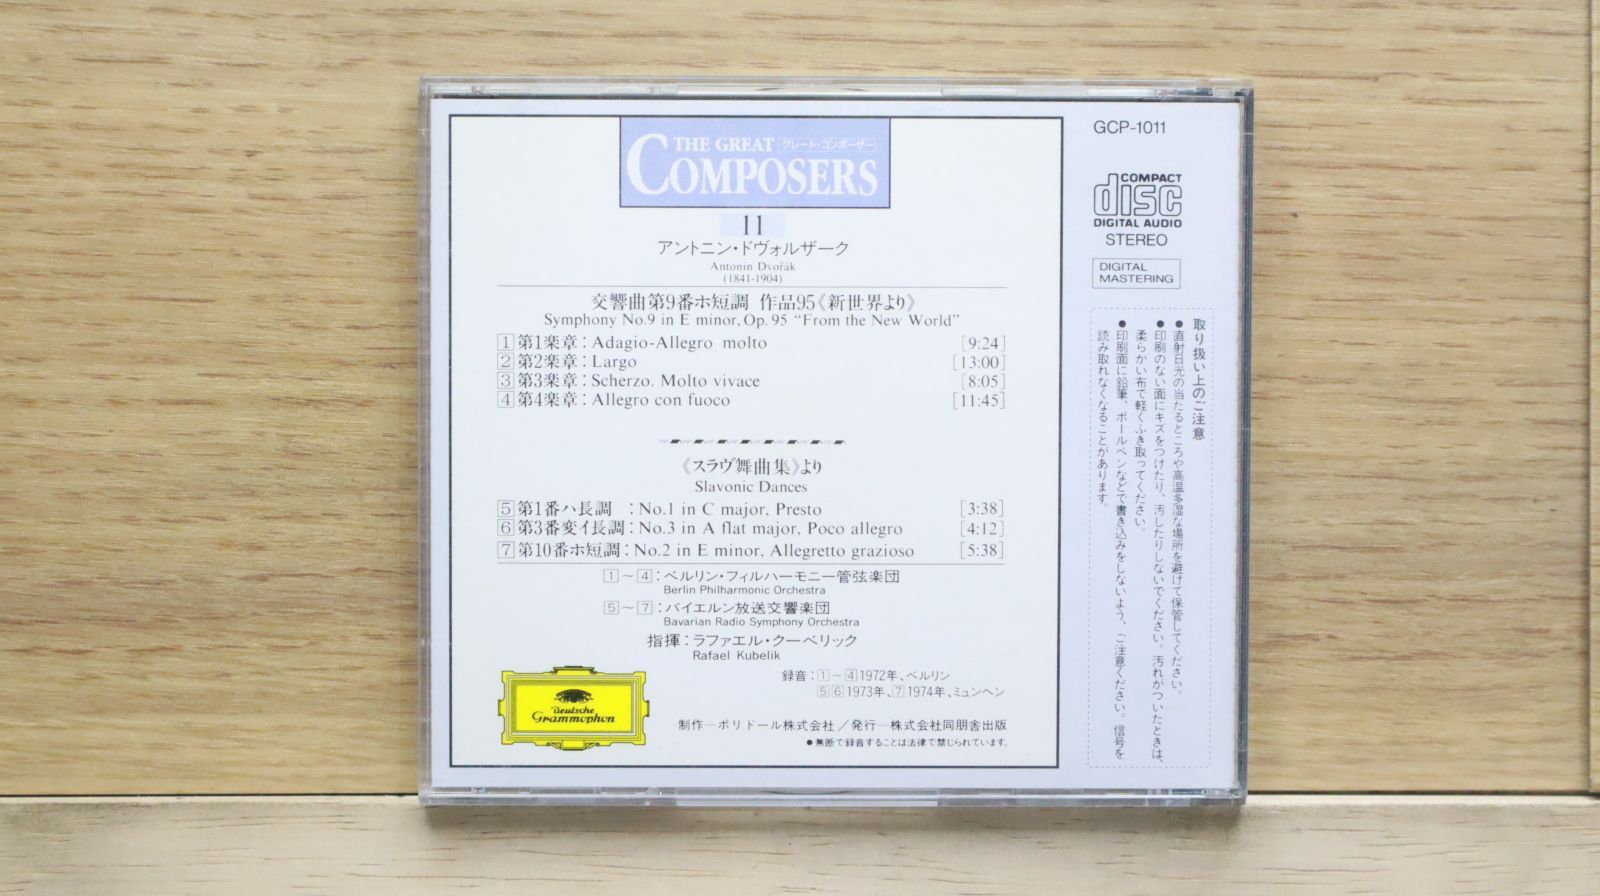 THE GREAT [グレート・コンポーザー]
COMPOSERS
11
アントニン・ドヴォルザーク
Antonin Dvořák
(1841-1904)
交響曲第9番ホ短調 作品95《新世界より》
Symphony No.9 in E minor, Op. 95 “From the New World”
1 第1楽章：Adagio-Allegro molto [9:24]
2 第2楽章：Largo [13:00]
3 第3楽章：Scherzo. Molto vivace [8:05]
4 第4楽章：Allegro con fuoco [11:45]
《スラヴ舞曲集》より
Slavonic Dances
5 第1番ハ長調 ：No.1 in C major, Presto [3:38]
6 第3番変イ長調：No.3 in A flat major, Poco allegro [4:12]
7 第10番ホ短調：No.2 in E minor, Allegretto grazioso [5:38]
1～4：ベルリン・フィルハーモニー管弦楽団
Berlin Philharmonic Orchestra
5～7：バイエルン放送交響楽団
Bavarian Radio Symphony Orchestra
指揮：ラファエル・クーベリック
Rafael Kubelik
録音：1～4 1972年、ベルリン
5 6 1973年、7 1974年、ミュンヘン
Deutsche
Grammophon
制作―ポリドール株式会社／発行―株式会社同朋舎出版
●無断で録音することは法律で禁じられています。
GCP-1011
COMPACT
disc
DIGITAL AUDIO
STEREO
DIGITAL
MASTERING
取り扱い上のご注意
●直射日光の当たるところや高温多湿な場所を避けて保管してください。
●印刷のない面にキズをつけたり、汚したりしないでください。汚れがついたときは、
柔らかい布で軽くふき取ってください。
●印刷面に鉛筆、ボールペンなどで書き込みをしないよう、ご注意ください。信号を
読み取れなくなることがあります。